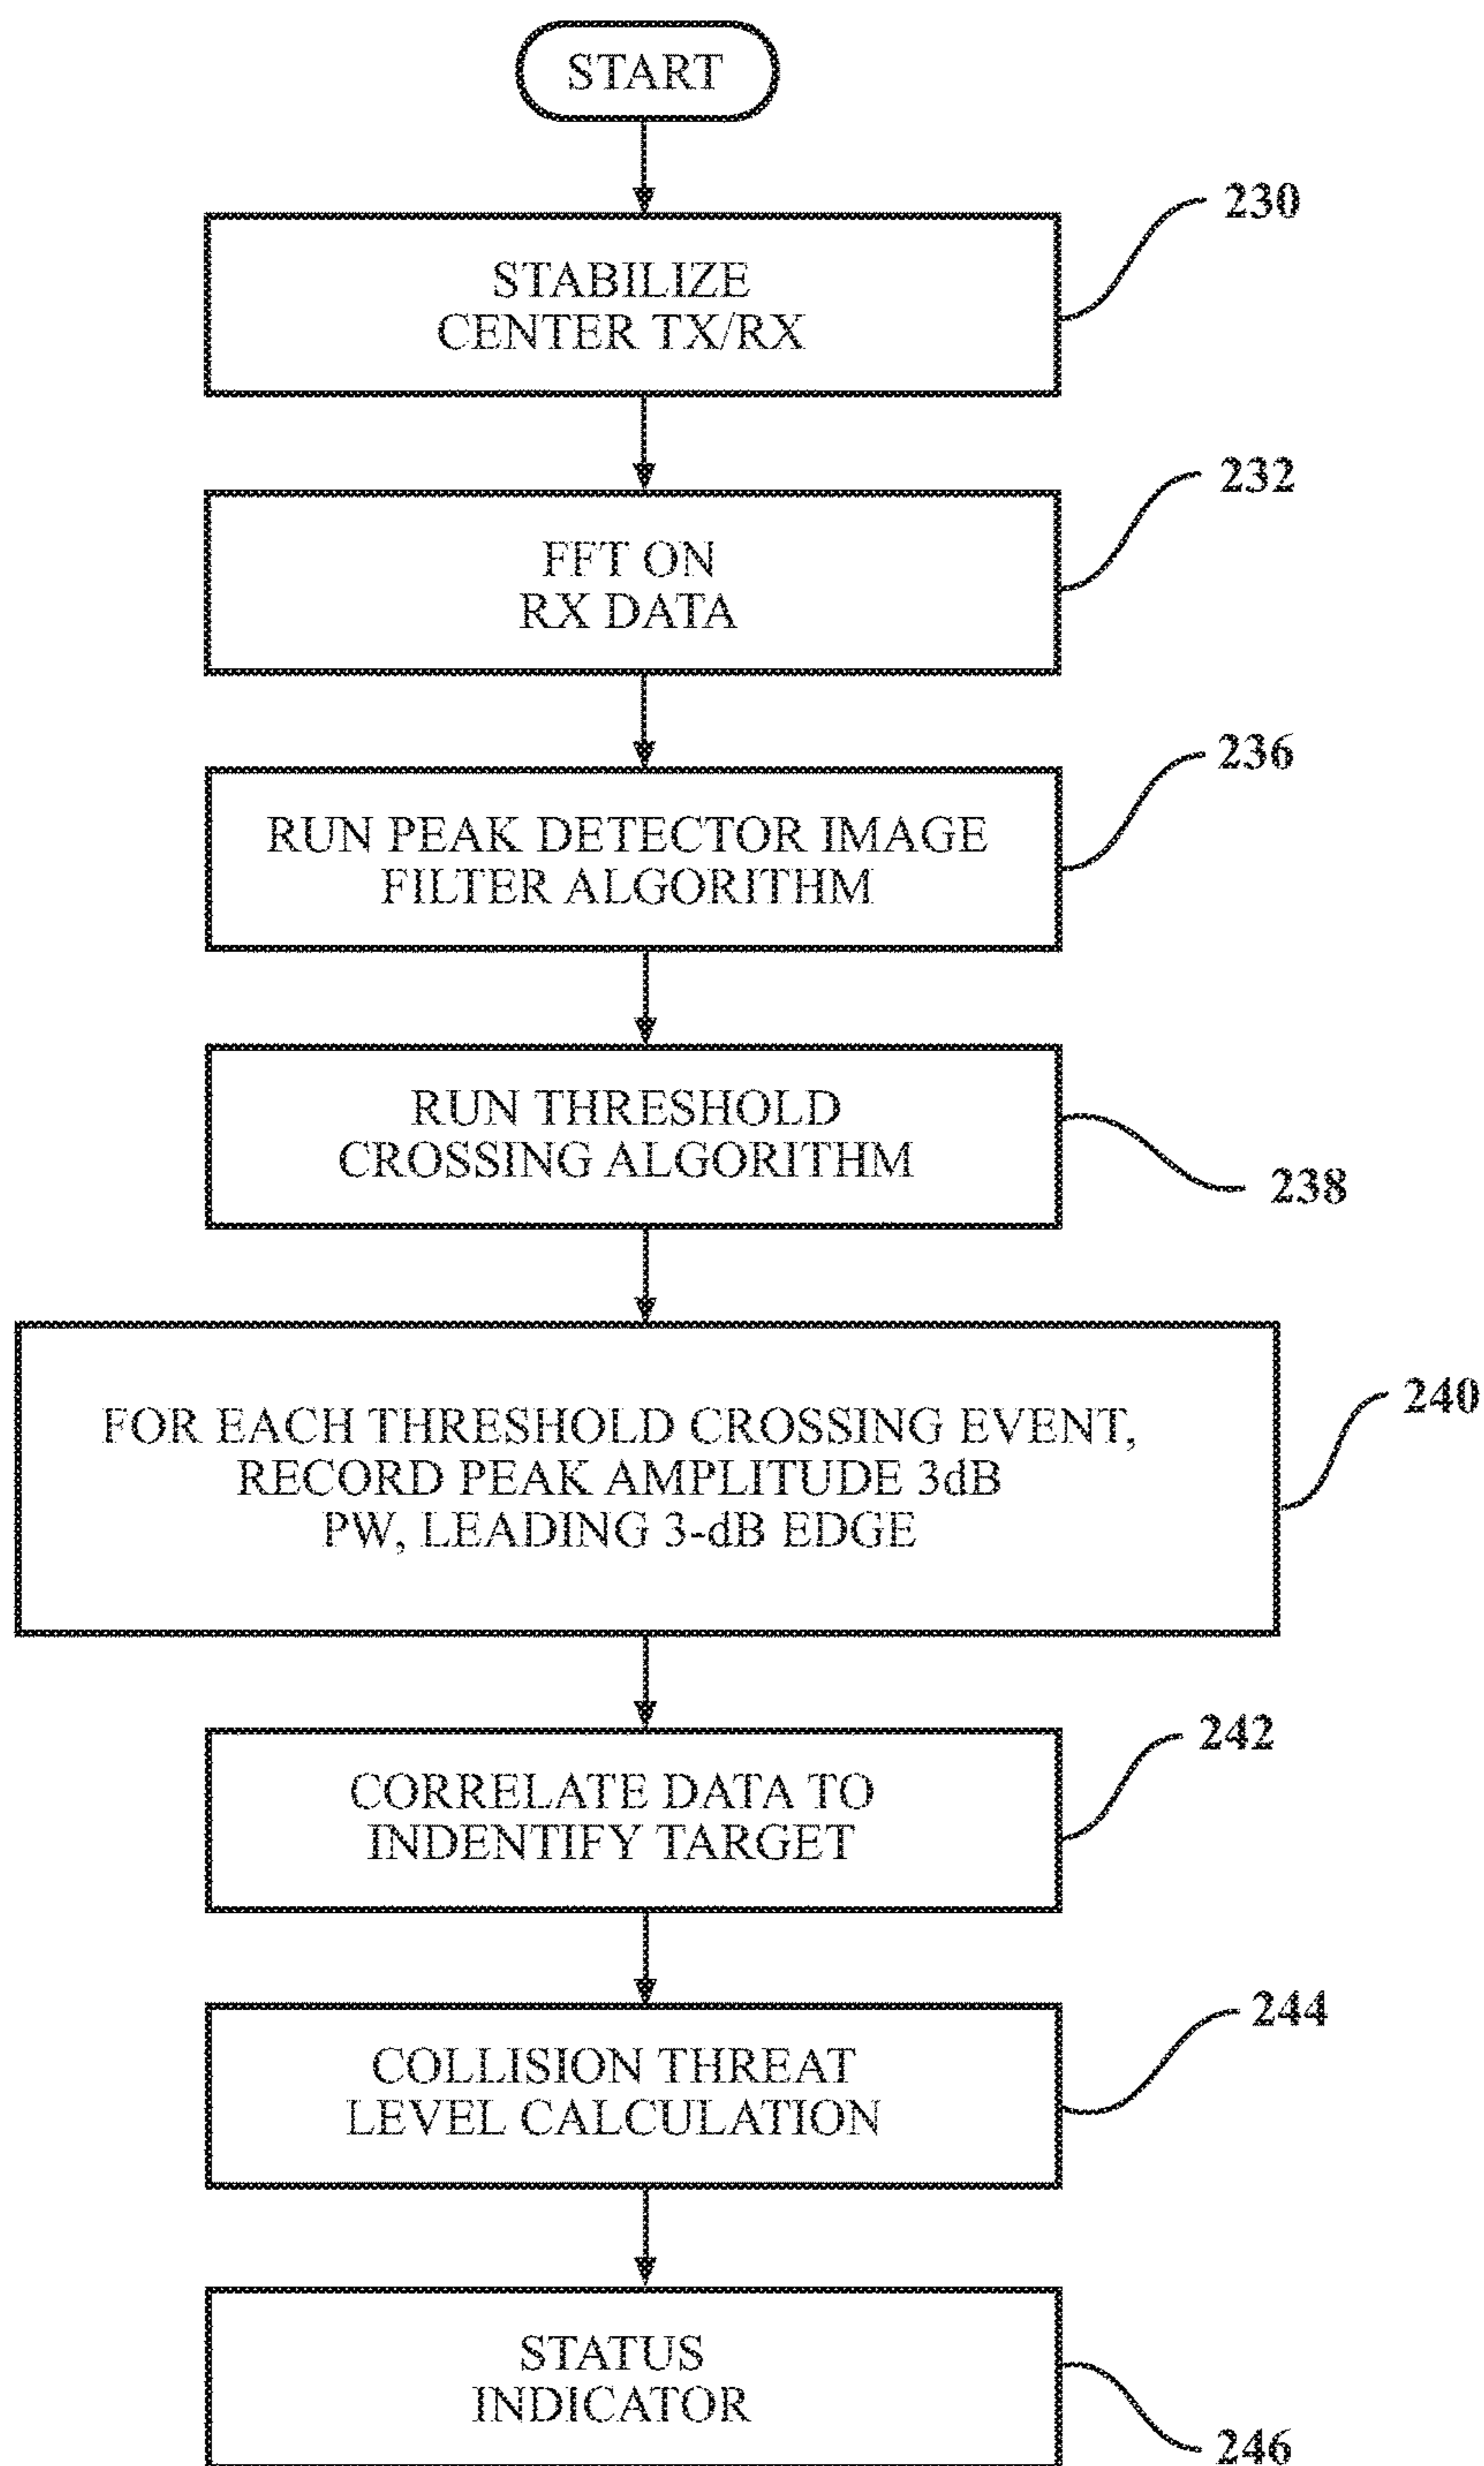 START
230
STABILIZE
CENTER TX/RX
232
FFT ON
RX DATA
236
RUN PEAK DETECTOR IMAGE
FILTER ALGORITHM
RUN THRESHOLD
CROSSING ALGORITHM
238
240
FOR EACH THRESHOLD CROSSING EVENT,
RECORD PEAK AMPLITUDE 3dB
PW, LEADING 3-dB EDGE
242
CORRELATE DATA TO
INDENTIFY TARGET
244
COLLISION THREAT
LEVEL CALCULATION
STATUS
INDICATOR
246